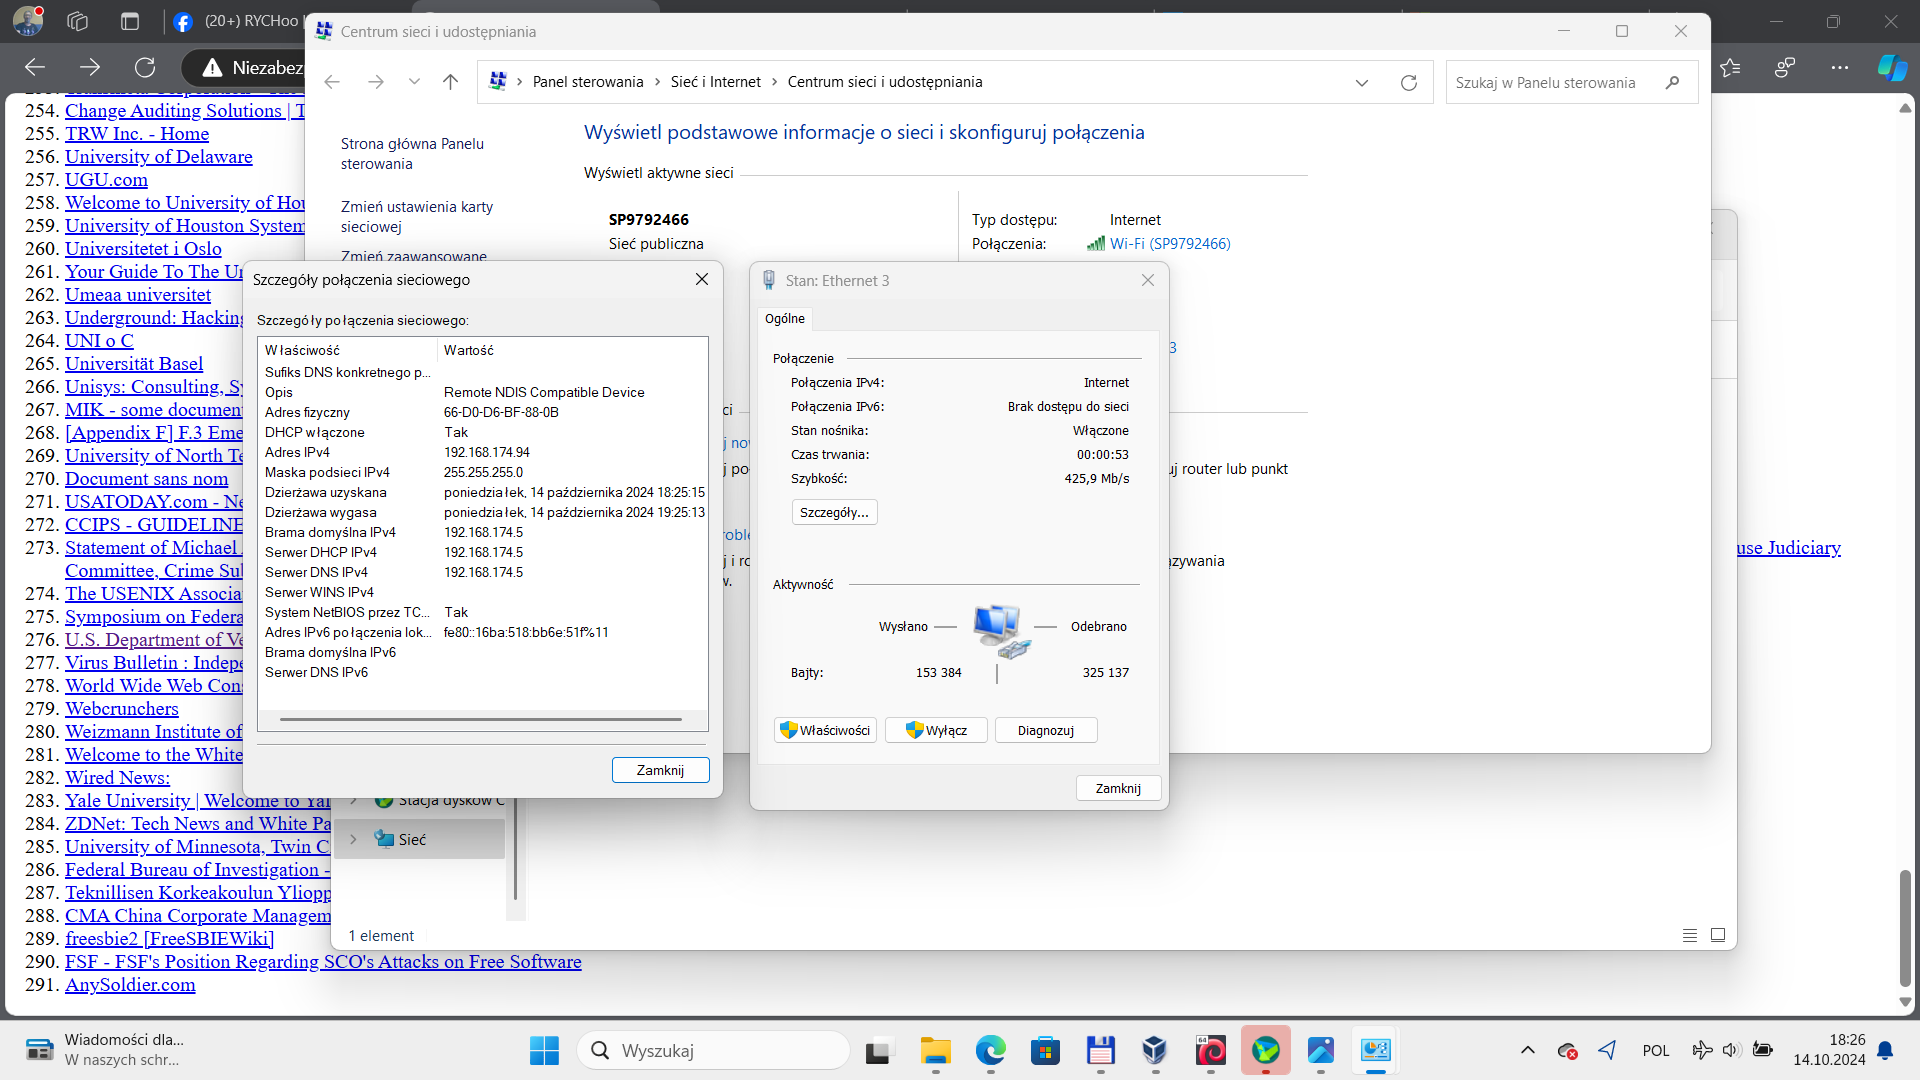 (20+) RYCHoo
Niezabezp
Centrum sieci i udostępniania
Panel sterowania > Sieć i Internet > Centrum sieci i udostępniania
Szukaj w Panelu sterowania
Strona główna Panelu
sterowania
Zmień ustawienia karty
sieciowej
Zmień zaawansowane
Wyświetl podstawowe informacje o sieci i skonfiguruj połączenia
Wyświetl aktywne sieci
SP9792466
Sieć publiczna
Typ dostępu: Internet
Połączenia: Wi-Fi (SP9792466)
3
uj router lub punkt
ązywania
254. Change Auditing Solutions | T
255. TRW Inc. - Home
256. University of Delaware
257. UGU.com
258. Welcome to University of Hou
259. University of Houston System
260. Universitetet i Oslo
261. Your Guide To The Un
262. Umeaa universitet
263. Underground: Hacking
264. UNI o C
265. Universität Basel
266. Unisys: Consulting, Sy
267. MIK - some document
268. [Appendix F] F.3 Eme
269. University of North Te
270. Document sans nom
271. USATODAY.com - Ne
272. CCIPS - GUIDELINE
273. Statement of Michael
use Judiciary
Committee, Crime Sub
274. The USENIX Associa
275. Symposium on Federa
276. U.S. Department of Ve
277. Virus Bulletin : Indepe
278. World Wide Web Cons
279. Webcrunchers
280. Weizmann Institute of
281. Welcome to the White
282. Wired News:
283. Yale University | Welcome to Yal
284. ZDNet: Tech News and White Pa
285. University of Minnesota, Twin C
286. Federal Bureau of Investigation -
287. Teknillisen Korkeakoulun Yliopp
288. CMA China Corporate Managem
289. freesbie2 [FreeSBIEWiki]
290. FSF - FSF's Position Regarding SCO's Attacks on Free Software
291. AnySoldier.com
Szczegóły połączenia sieciowego
Szczegóły połączenia sieciowego:
Właściwość Wartość
Sufiks DNS konkretnego p...
Opis Remote NDIS Compatible Device
Adres fizyczny 66-D0-D6-BF-88-0B
DHCP włączone Tak
Adres IPv4 192.168.174.94
Maska podsieci IPv4 255.255.255.0
Dzierżawa uzyskana poniedziałek, 14 października 2024 18:25:15
Dzierżawa wygasa poniedziałek, 14 października 2024 19:25:13
Brama domyślna IPv4 192.168.174.5
Serwer DHCP IPv4 192.168.174.5
Serwer DNS IPv4 192.168.174.5
Serwer WINS IPv4
System NetBIOS przez TC... Tak
Adres IPv6 połączenia lok... fe80::16ba:518:bb6e:51f%11
Brama domyślna IPv6
Serwer DNS IPv6
Zamknij
Stan: Ethernet 3
Ogólne
Połączenie
Połączenia IPv4: Internet
Połączenia IPv6: Brak dostępu do sieci
Stan nośnika: Włączone
Czas trwania: 00:00:53
Szybkość: 425,9 Mb/s
Szczegóły...
Aktywność
Wysłano Odebrano
Bajty: 153 384 325 137
Właściwości Wyłącz Diagnozuj
Zamknij
Stacja dysków C
Sieć
1 element
Wiadomości dla...
W naszych schr...
Wyszukaj
64
POL
18:26
14.10.2024